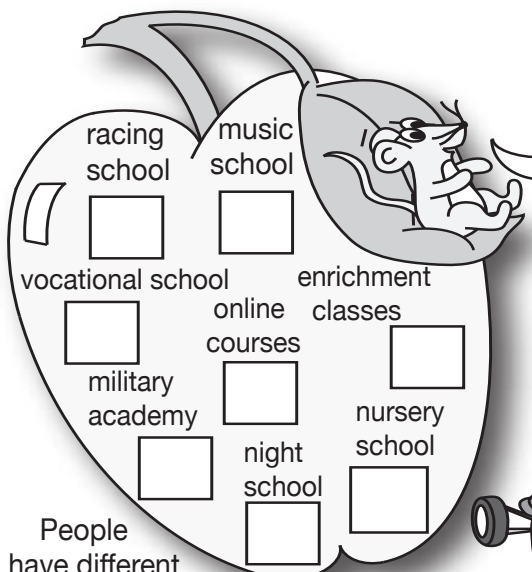 racing
school
music
school
vocational school
enrichment
classes
online
courses
military
academy
nursery
school
night
school
People
have different